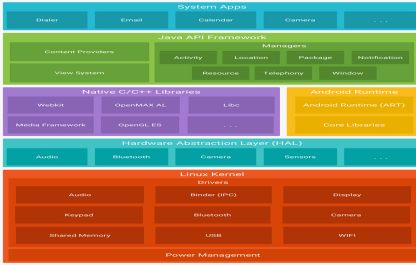 System Apps
Dialer Email Calendar Camera . . .
Java API Framework
Content Providers
View System
Managers
Activity Location Package Notification
Resource Telephony Window
Native C/C++ Libraries
Webkit OpenMAX AL Libc
Media Framework OpenGL ES . . .
Android Runtime
Android Runtime (ART)
Core Libraries
Hardware Abstraction Layer (HAL)
Audio Bluetooth Camera Sensors . . .
Linux Kernel
Drivers
Audio Binder (IPC) Display
Keypad Bluetooth Camera
Shared Memory USB WIFI
Power Management